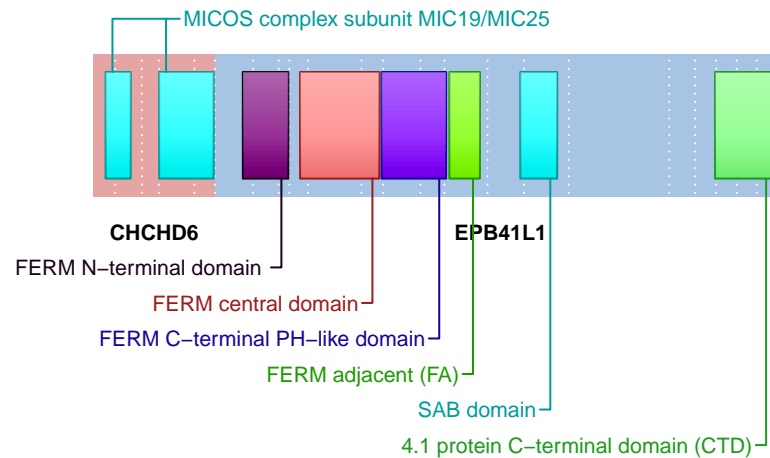 MICOS complex subunit MIC19/MIC25
CHCHD6
EPB41L1
FERM N−terminal domain
FERM central domain
FERM C−terminal PH−like domain
FERM adjacent (FA)
SAB domain
4.1 protein C−terminal domain (CTD)